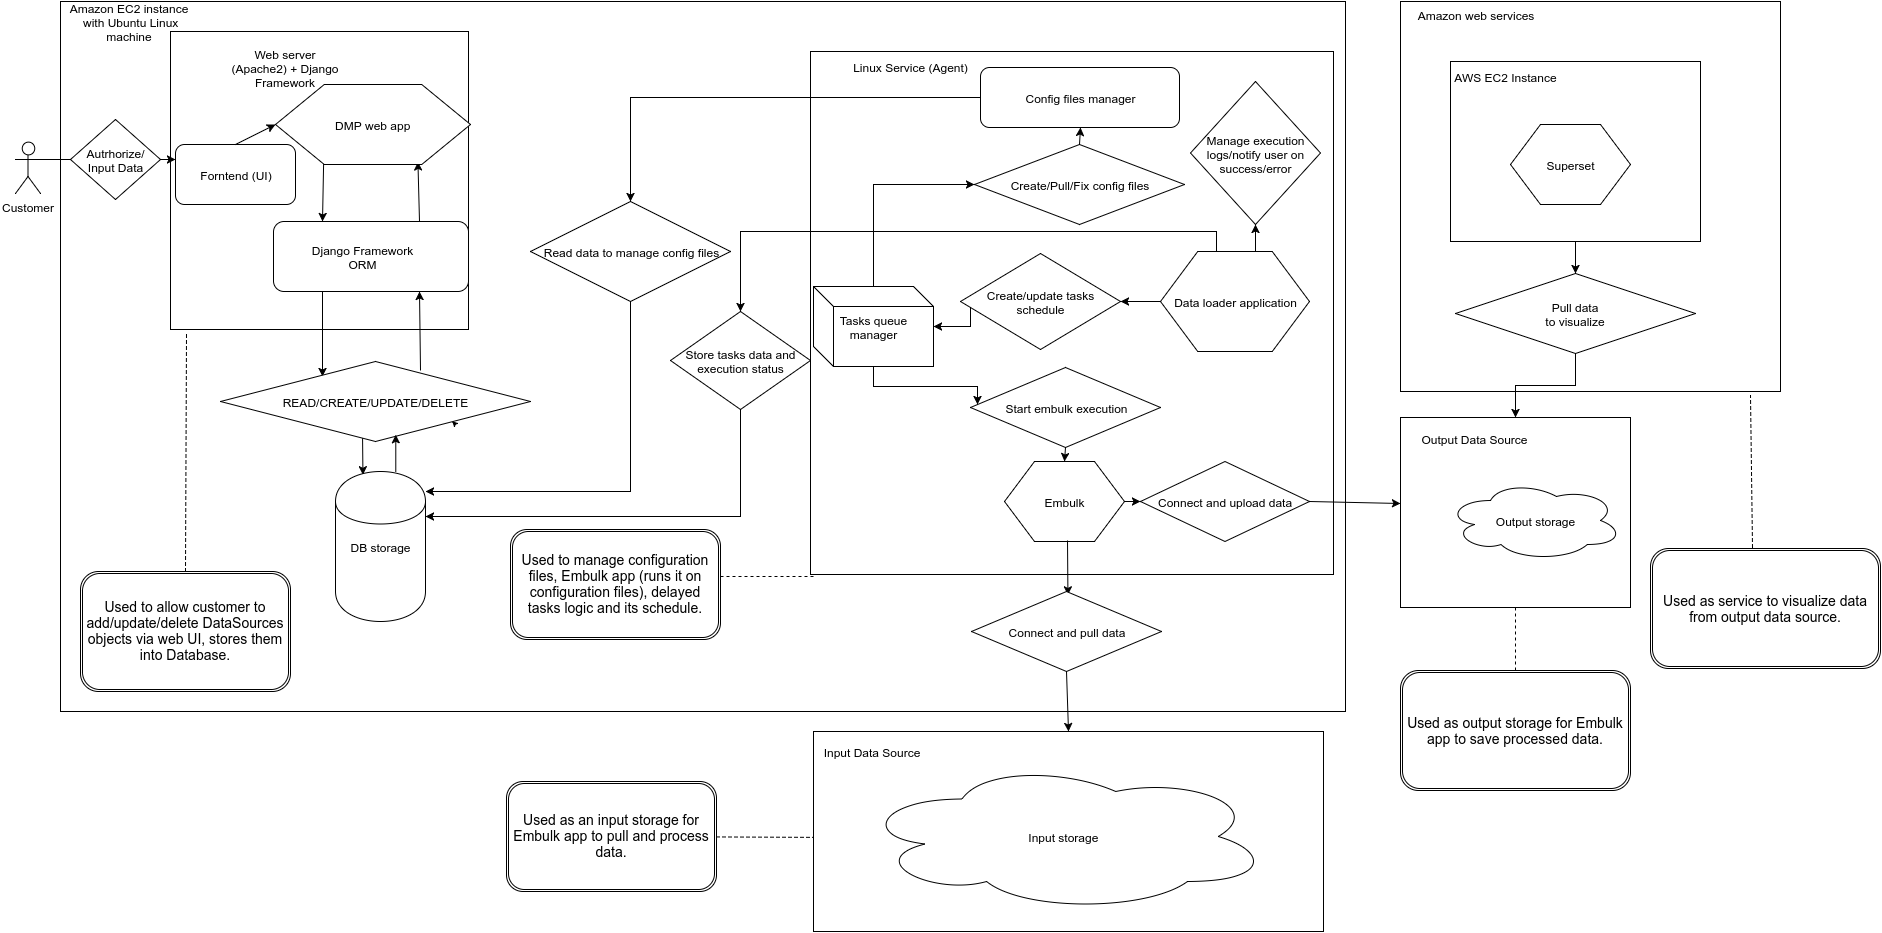 Amazon EC2 instance
with Ubuntu Linux
machine
Web server
(Apache2) + Django
Framework
DMP web app
Autrhorize/
Input Data
Forntend (UI)
Customer
Django Framework
ORM
READ/CREATE/UPDATE/DELETE
DB storage
Used to allow customer to
add/update/delete DataSources
objects via web UI, stores them
into Database.
Read data to manage config files
Store tasks data and
execution status
Used to manage configuration
files, Embulk app (runs it on
configuration files), delayed
tasks logic and its schedule.
Linux Service (Agent)
Config files manager
Create/Pull/Fix config files
Manage execution
logs/notify user on
success/error
Create/update tasks
schedule
Data loader application
Tasks queue
manager
Start embulk execution
Embulk
Connect and upload data
Connect and pull data
Input Data Source
Input storage
Used as an input storage for
Embulk app to pull and process
data.
Amazon web services
AWS EC2 Instance
Superset
Pull data
to visualize
Output Data Source
Output storage
Used as service to visualize data
from output data source.
Used as output storage for Embulk
app to save processed data.